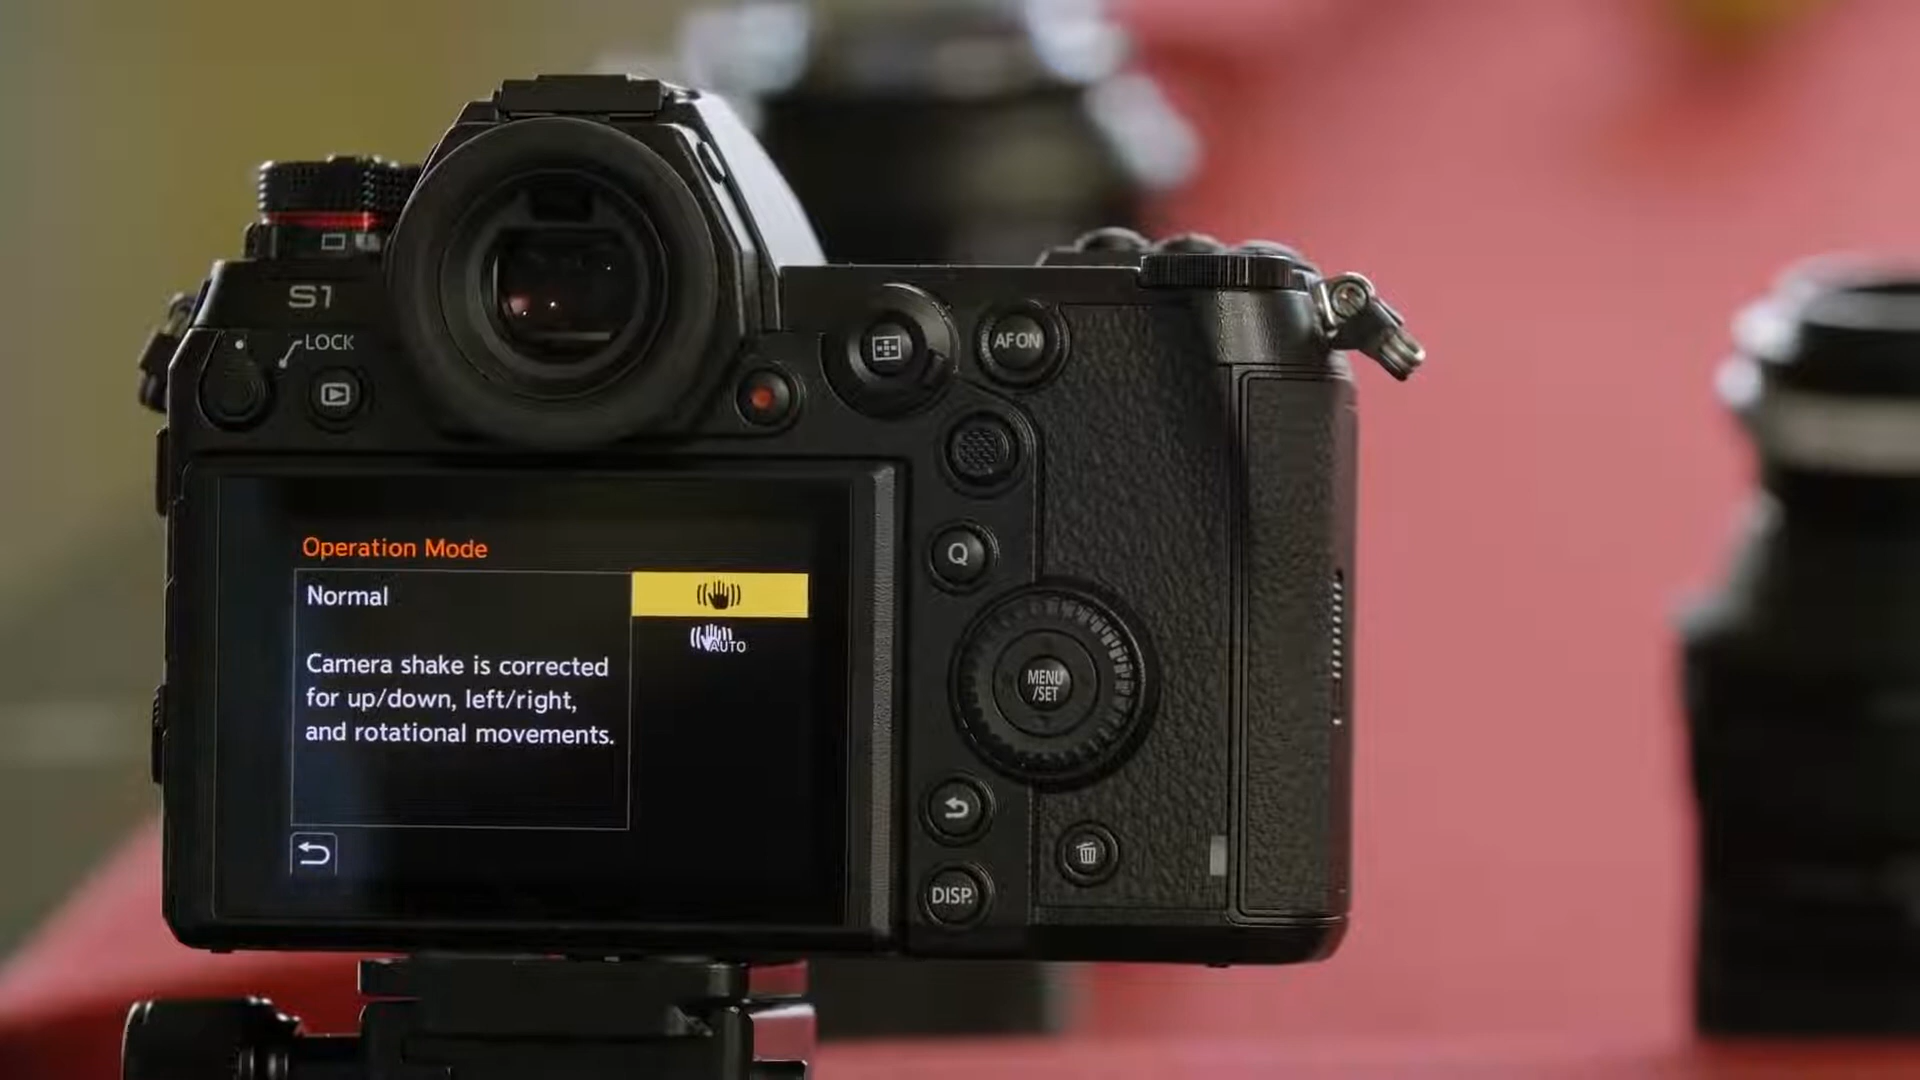 S1
LOCK
AF ON
Q
Operation Mode
Normal
AUTO
Camera shake is corrected
for up/down, left/right,
and rotational movements.
MENU
/SET
DISP.